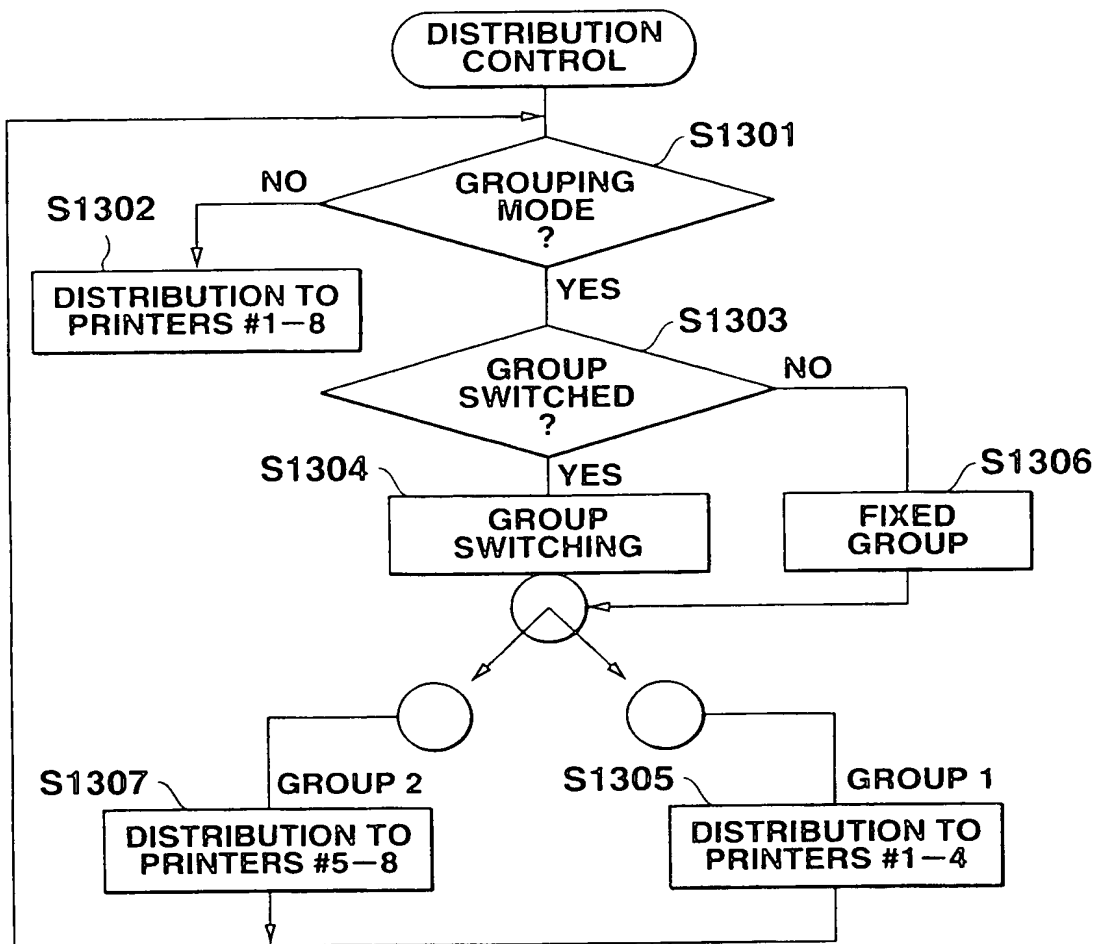 DISTRIBUTION
CONTROL
S1301
GROUPING
MODE
?
NO
S1302
DISTRIBUTION TO
PRINTERS #1—8
YES
S1303
GROUP
SWITCHED
?
NO
S1304
YES
GROUP
SWITCHING
S1306
FIXED
GROUP
S1307
GROUP 2
DISTRIBUTION TO
PRINTERS #5—8
S1305
GROUP 1
DISTRIBUTION TO
PRINTERS #1—4